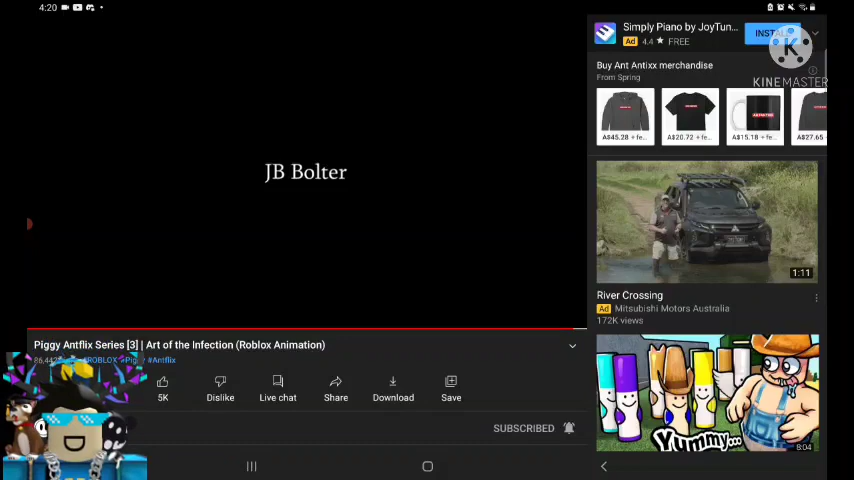 4:20
JB Bolter
Piggy Antflix Series [3] | Art of the Infection (Roblox Animation)
#ROBLOX #Piggy #Antflix
5K
Dislike
Live chat
Share
Download
Save
SUBSCRIBED
Simply Piano by JoyTun...
Ad 4.4 ★ FREE
KINEMASTER
Buy Ant Antixx merchandise
From Spring
A$45.28 + fe...
A$20.72 + fe...
A$15.18 + fe...
A$27.65
1:11
River Crossing
Ad Mitsubishi Motors Australia
172K views
Yummy...
8:04